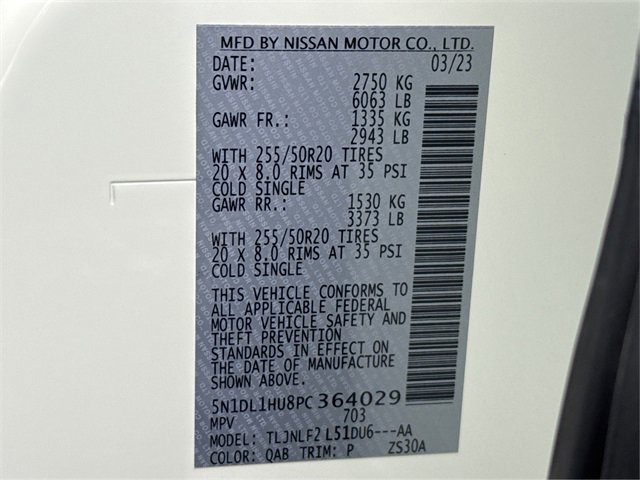 MFD BY NISSAN MOTOR CO., LTD.
DATE: 03/23
GVWR: 2750 KG
6063 LB
GAWR FR.: 1335 KG
2943 LB
WITH 255/50R20 TIRES
20 X 8.0 RIMS AT 35 PSI
COLD SINGLE
GAWR RR.: 1530 KG
3373 LB
WITH 255/50R20 TIRES
20 X 8.0 RIMS AT 35 PSI
COLD SINGLE
THIS VEHICLE CONFORMS TO
ALL APPLICABLE FEDERAL
MOTOR VEHICLE SAFETY AND
THEFT PREVENTION
STANDARDS IN EFFECT ON
THE DATE OF MANUFACTURE
SHOWN ABOVE.
5N1DL1HU8PC364029
MPV 703
MODEL: TLJNLF2 L51DU6---AA
COLOR: QAB TRIM: P ZS30A